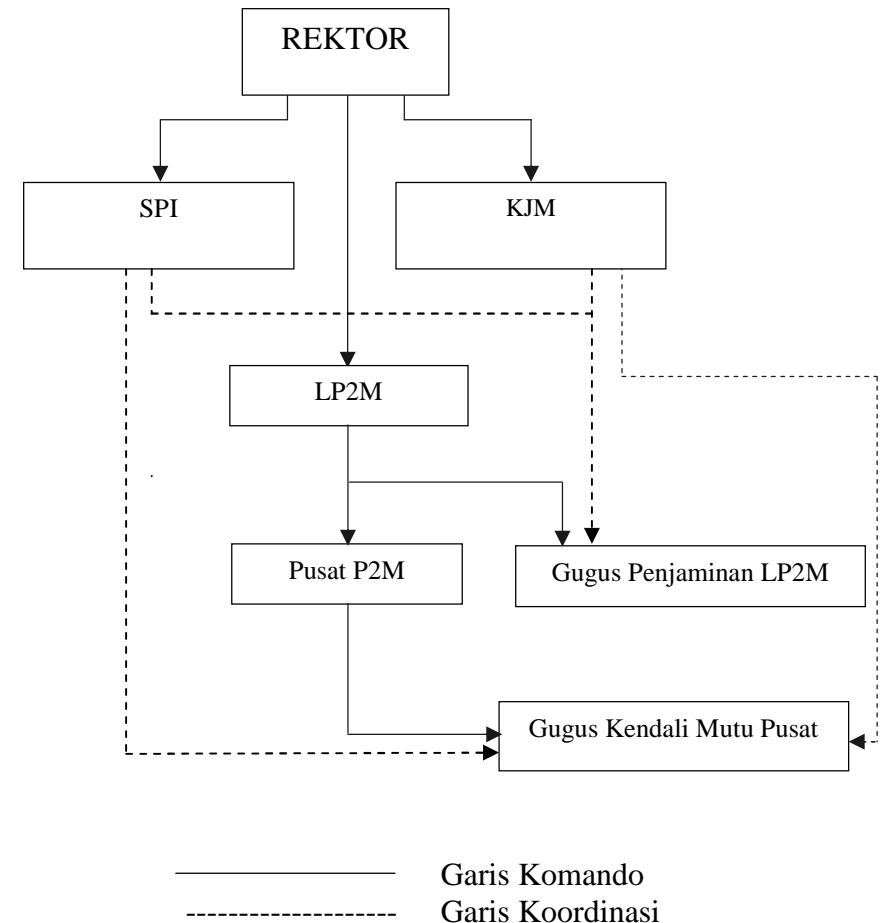 REKTOR
SPI
KJM
LP2M
Pusat P2M
Gugus Penjaminan LP2M
Gugus Kendali Mutu Pusat
Garis Komando
Garis Koordinasi